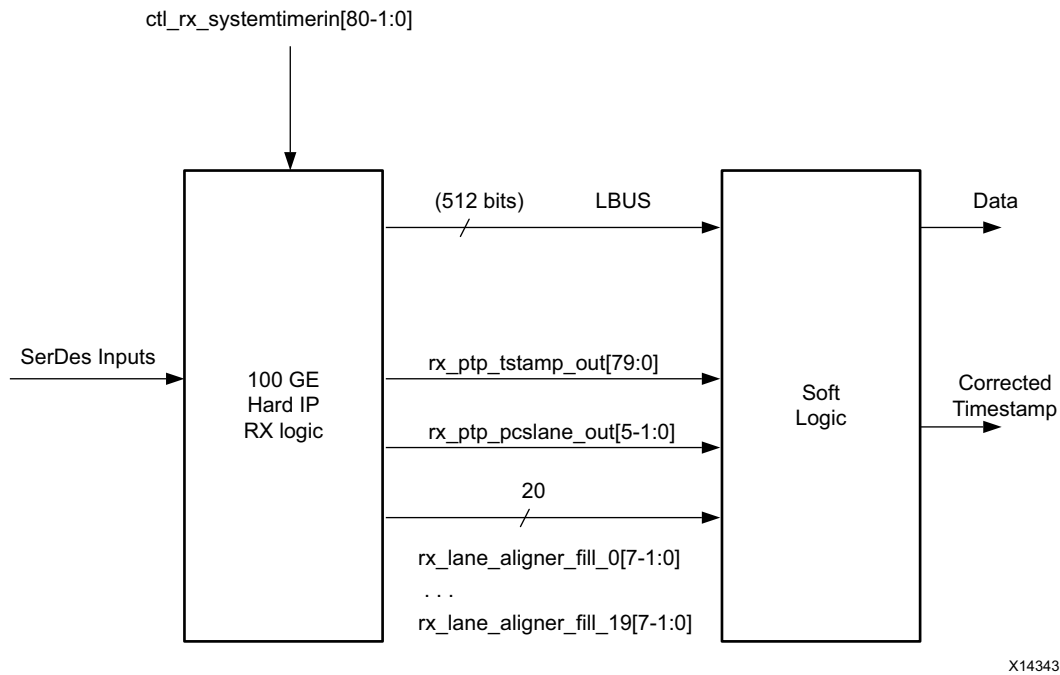 ctl_rx_systemtimerin[80-1:0]
(512 bits)
LBUS
Data
SerDes Inputs
100 GE
Hard IP
RX logic
rx_ptp_tstamp_out[79:0]
rx_ptp_pcslane_out[5-1:0]
20
rx_lane_aligner_fill_0[7-1:0]
. . .
rx_lane_aligner_fill_19[7-1:0]
Soft
Logic
Corrected
Timestamp
X14343